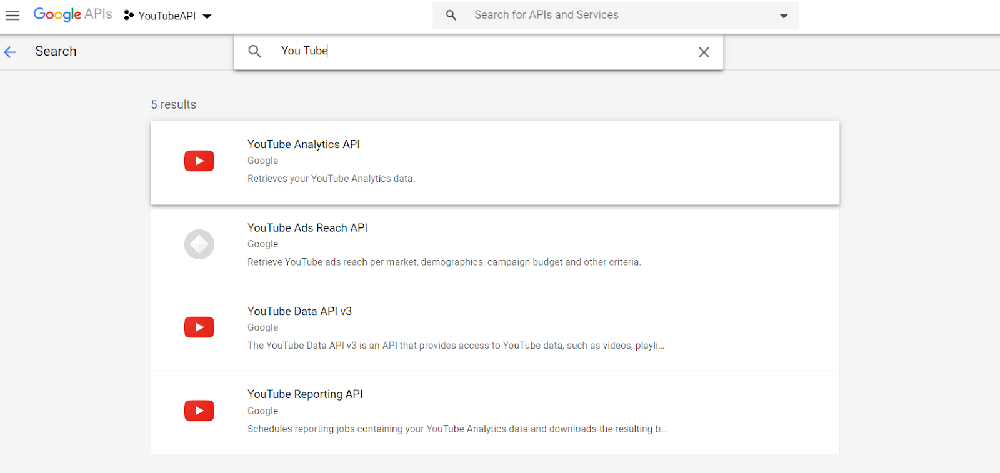 Google APIs YouTubeAPI Search for APIs and Services
Search You Tube
5 results
YouTube Analytics API
Google
Retrieves your YouTube Analytics data.
YouTube Ads Reach API
Google
Retrieve YouTube ads reach per market, demographics, campaign budget and other criteria.
YouTube Data API v3
Google
The YouTube Data API v3 is an API that provides access to YouTube data, such as videos, playli...
YouTube Reporting API
Google
Schedules reporting jobs containing your YouTube Analytics data and downloads the resulting b...